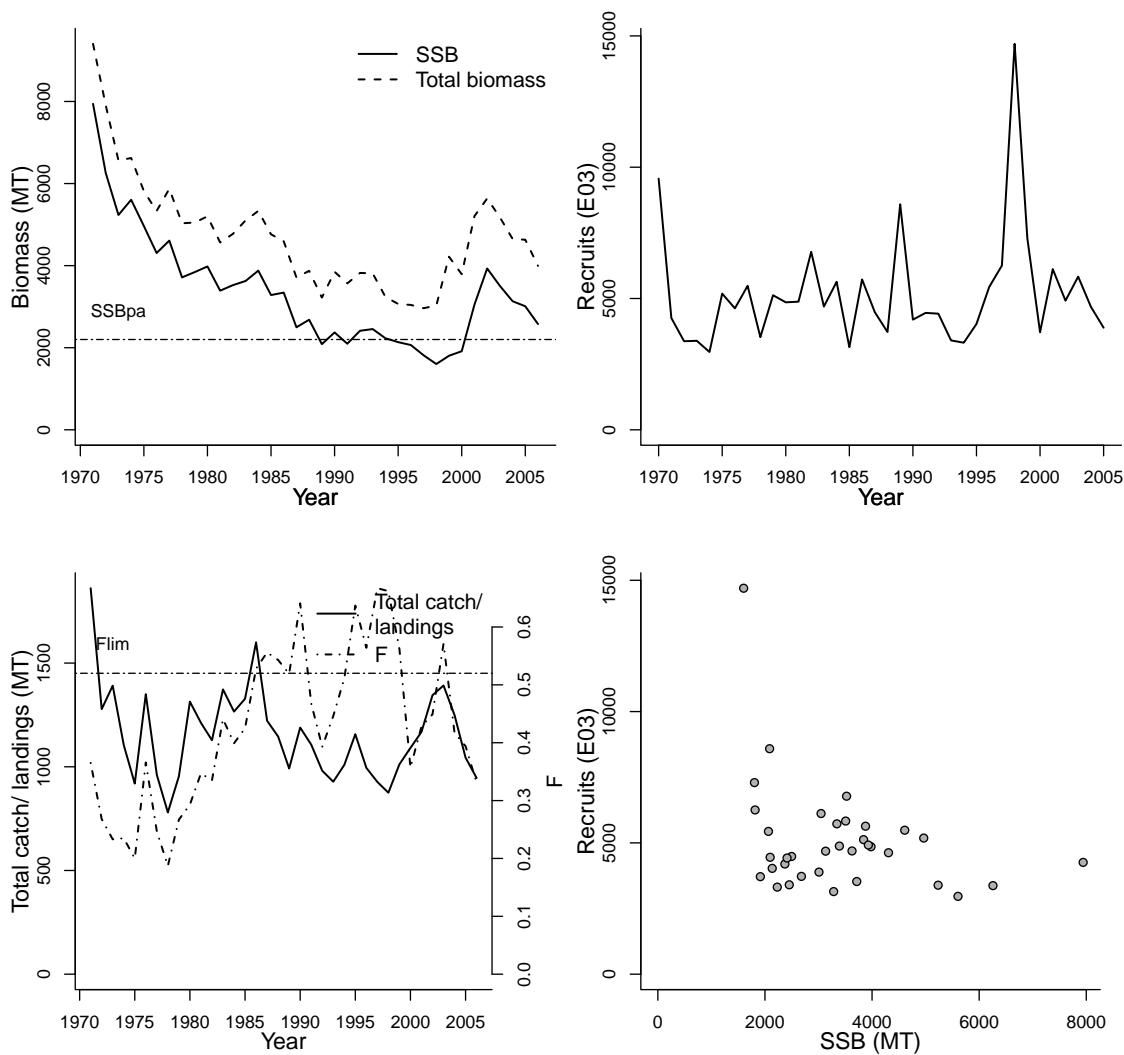 SSB
Total biomass
8000
6000
4000
2000
0
Biomass (MT)
SSBpa
1970 1975 1980 1985 1990 1995 2000 2005
Year
15000
10000
5000
0
Recruits (E03)
1970 1975 1980 1985 1990 1995 2000 2005
Year
Total catch/
landings
F
Flim
1500
1000
500
0
Total catch/ landings (MT)
0.6
0.5
0.4
0.3
0.2
0.1
0.0
F
1970 1975 1980 1985 1990 1995 2000 2005
Year
15000
10000
5000
0
Recruits (E03)
0 2000 4000 6000 8000
SSB (MT)